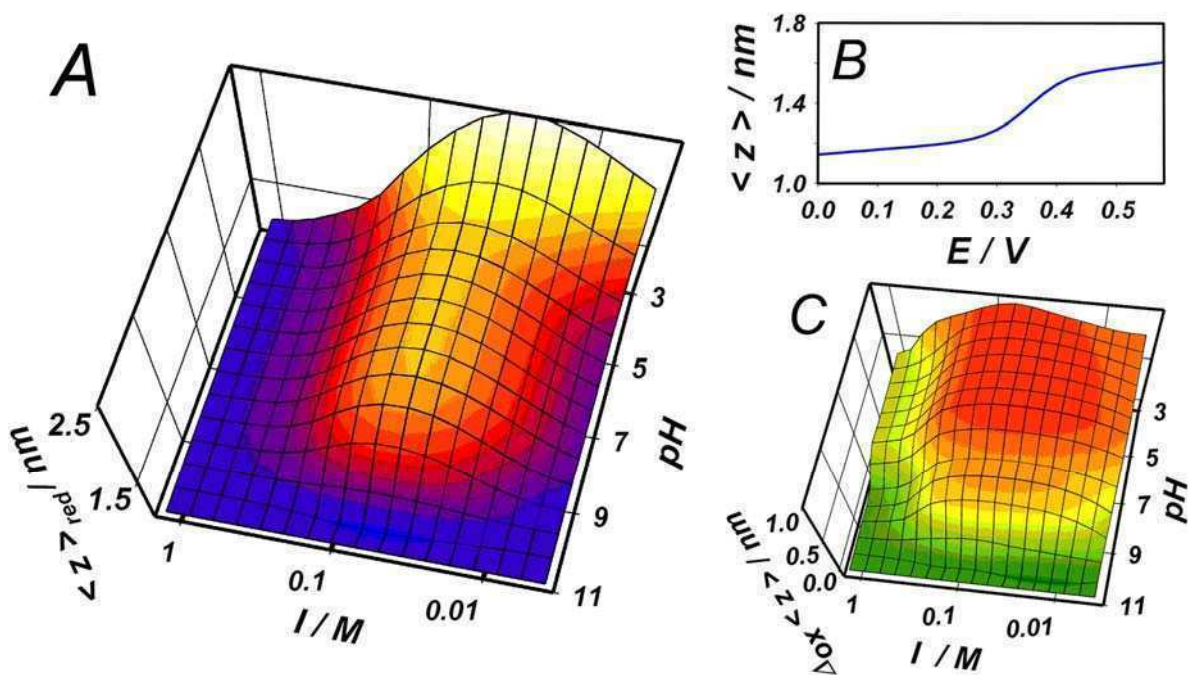 A
2.5
1.5
< z >red / nm
1
0.1
0.01
I / M
3
5
7
9
11
pH
B
1.8
1.4
1.0
< z > / nm
0.0 0.1 0.2 0.3 0.4 0.5
E / V
C
1.0
0.5
0.0
∇ox < z > / nm
1
0.1
0.01
I / M
3
5
7
9
11
pH